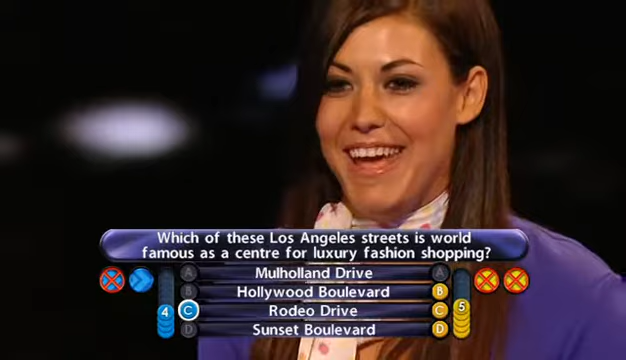 Which of these Los Angeles streets is world
famous as a centre for luxury fashion shopping?
A Mulholland Drive A
B Hollywood Boulevard B
4 C Rodeo Drive C 5
D Sunset Boulevard D